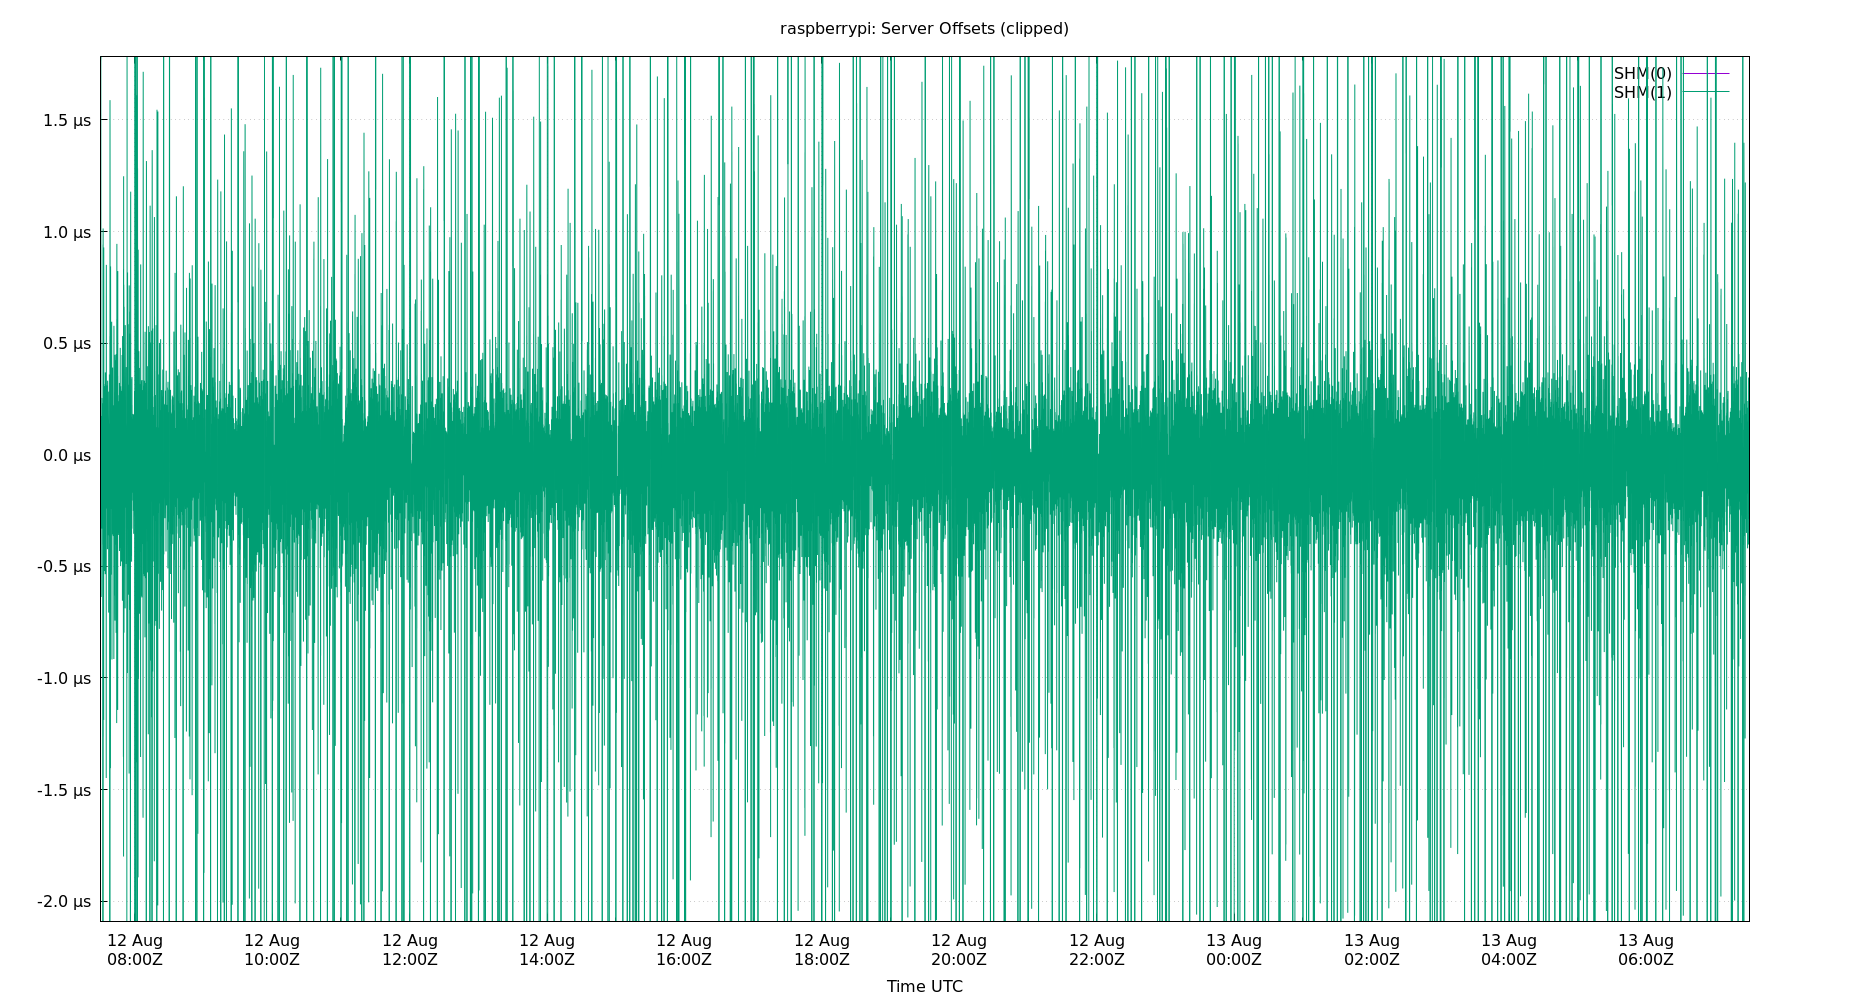 raspberrypi: Server Offsets (clipped)
SHM(0)
SHM(1)
1.5 µs
1.0 µs
0.5 µs
0.0 µs
-0.5 µs
-1.0 µs
-1.5 µs
-2.0 µs
12 Aug 12 Aug 12 Aug 12 Aug 12 Aug 12 Aug 12 Aug 12 Aug 13 Aug 13 Aug 13 Aug 13 Aug
08:00Z 10:00Z 12:00Z 14:00Z 16:00Z 18:00Z 20:00Z 22:00Z 00:00Z 02:00Z 04:00Z 06:00Z
Time UTC